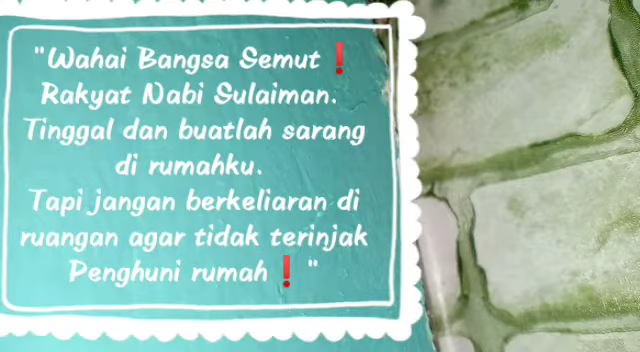 "Wahai Bangsa Semut❗
Rakyat Nabi Sulaiman.
Tinggal dan buatlah sarang
di rumahku.
Tapi jangan berkeliaran di
ruangan agar tidak terinjak
Penghuni rumah❗"